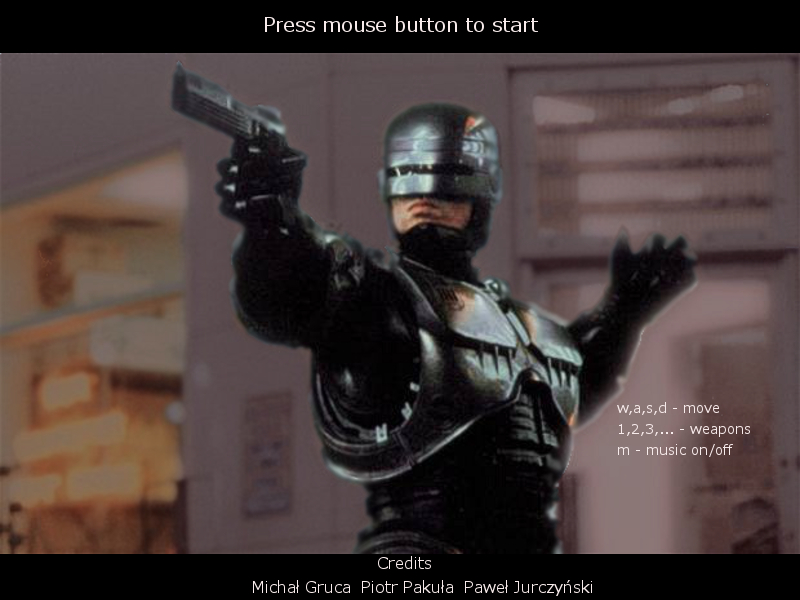 Press mouse button to start
w,a,s,d - move
1,2,3,... - weapons
m - music on/off
Credits
Michał Gruca  Piotr Pakuła  Paweł Jurczyński